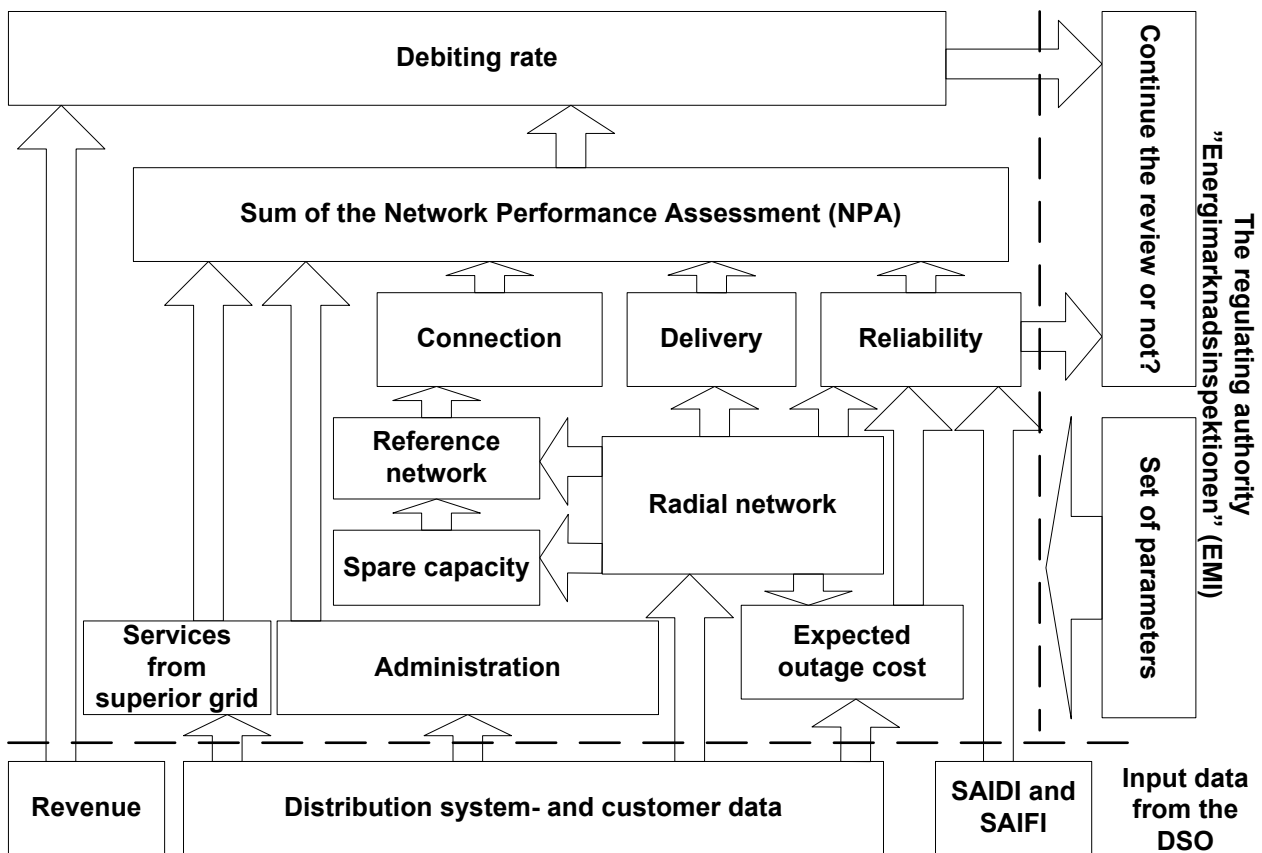 Debiting rate
Continue the review or not?
The regulating authority
”Energimarknadsinspektionen” (EMI)
Sum of the Network Performance Assessment (NPA)
Connection
Delivery
Reliability
Reference
network
Radial network
Set of parameters
Spare capacity
Services
from
superior grid
Administration
Expected
outage cost
Revenue
Distribution system- and customer data
SAIDI and
SAIFI
Input data
from the
DSO